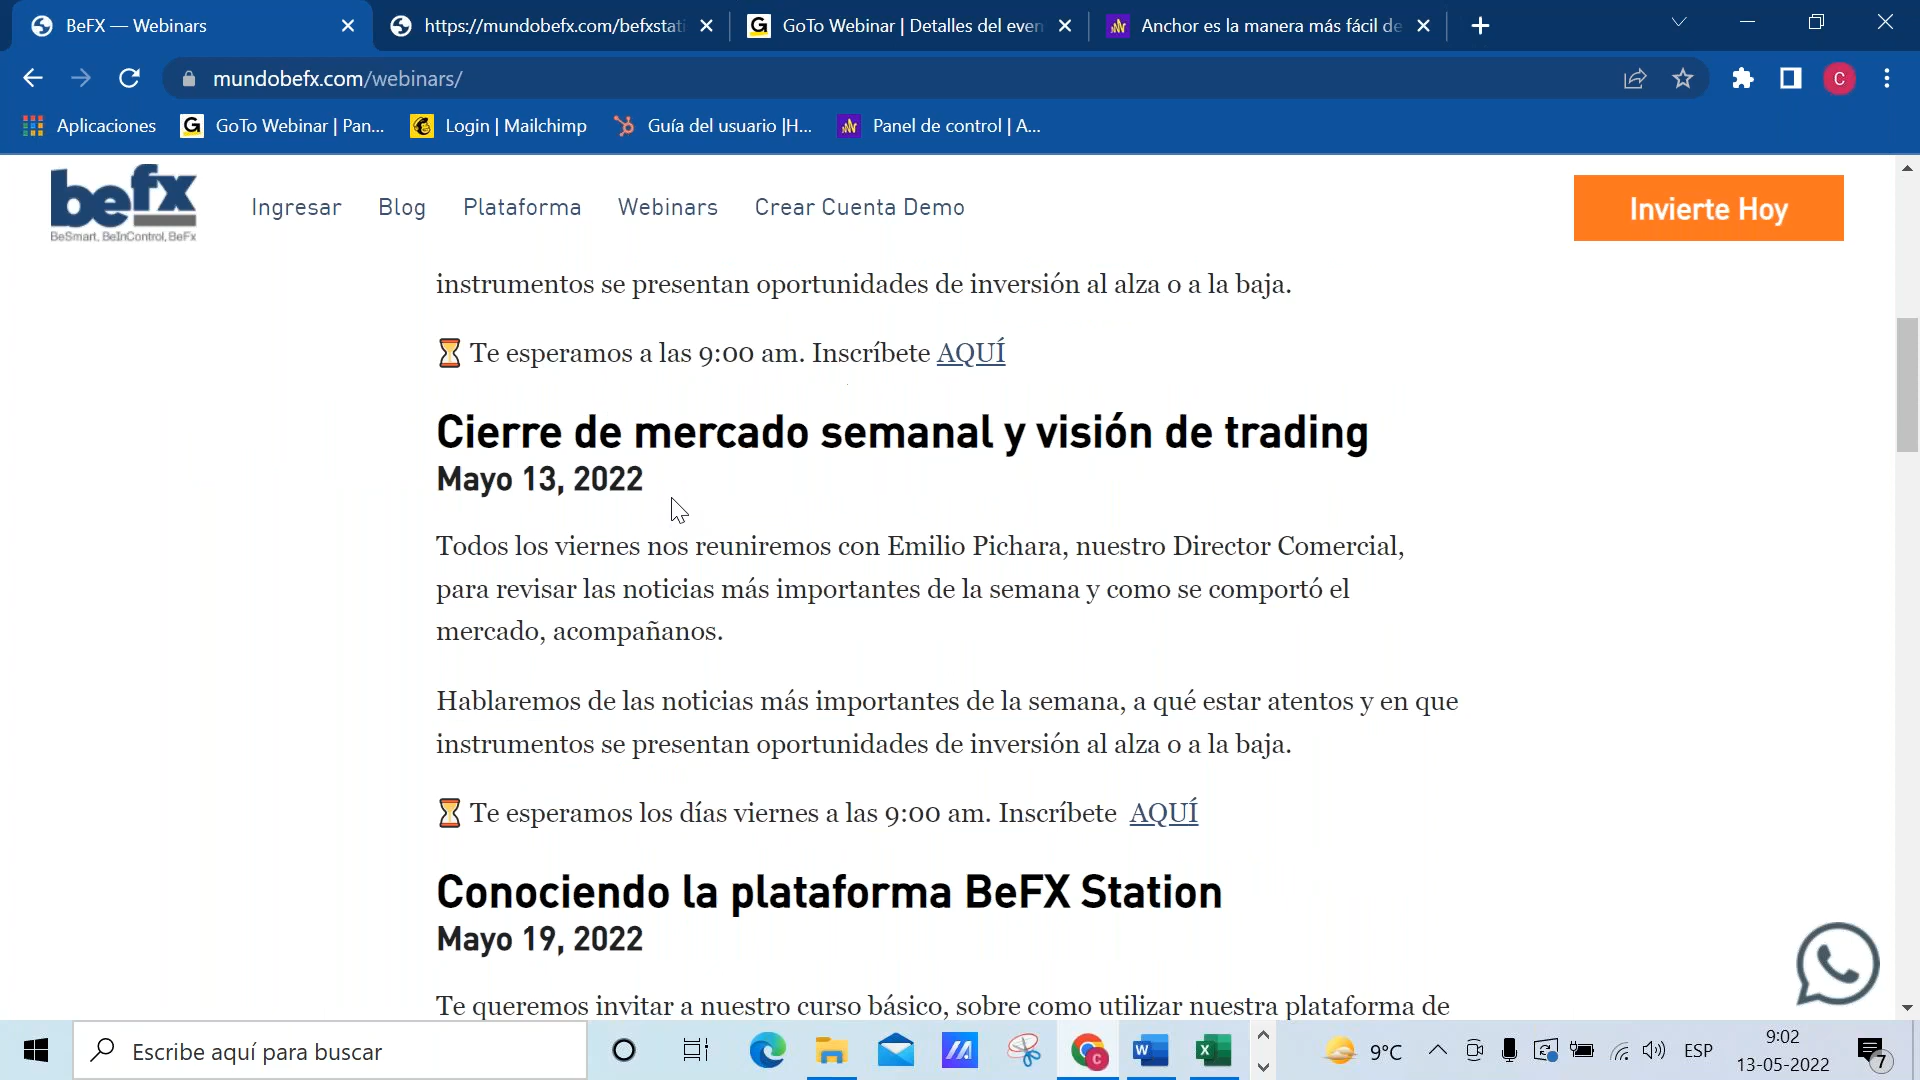 BeFX — Webinars
https://mundobefx.com/befxstati
GoTo Webinar | Detalles del even
Anchor es la manera más fácil de
mundobefx.com/webinars/
C
Aplicaciones
GoTo Webinar | Pan...
Login | Mailchimp
Guía del usuario |H...
Panel de control | A...
befx
BeSmart, BeInControl, BeFx
Ingresar
Blog
Plataforma
Webinars
Crear Cuenta Demo
Invierte Hoy
instrumentos se presentan oportunidades de inversión al alza o a la baja.
⏳ Te esperamos a las 9:00 am. Inscríbete AQUÍ
Cierre de mercado semanal y visión de trading
Mayo 13, 2022
Todos los viernes nos reuniremos con Emilio Pichara, nuestro Director Comercial,
para revisar las noticias más importantes de la semana y como se comportó el
mercado, acompañanos.
Hablaremos de las noticias más importantes de la semana, a qué estar atentos y en que
instrumentos se presentan oportunidades de inversión al alza o a la baja.
⏳ Te esperamos los días viernes a las 9:00 am. Inscríbete AQUÍ
Conociendo la plataforma BeFX Station
Mayo 19, 2022
Te queremos invitar a nuestro curso básico, sobre como utilizar nuestra plataforma de
Escribe aquí para buscar
9°C
ESP
9:02
13-05-2022
7